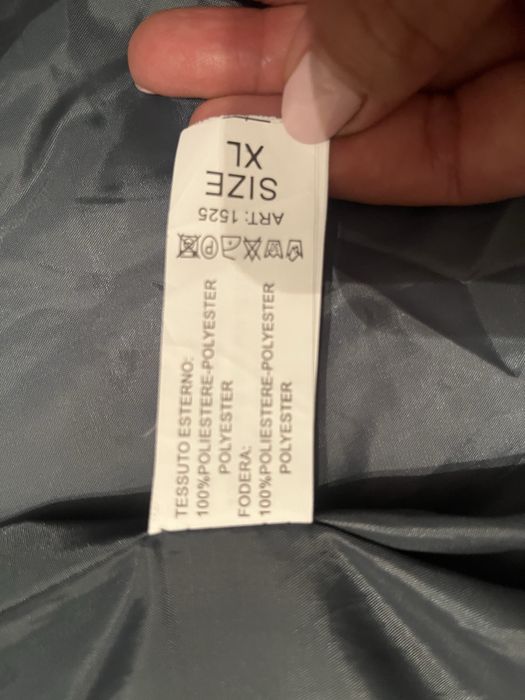 SIZE
XL
ART: 1525
P
TESSUTO ESTERNO:
100%POLIESTERE-POLYESTER
POLYESTER
FODERA:
100%POLIESTERE-POLYESTER
POLYESTER